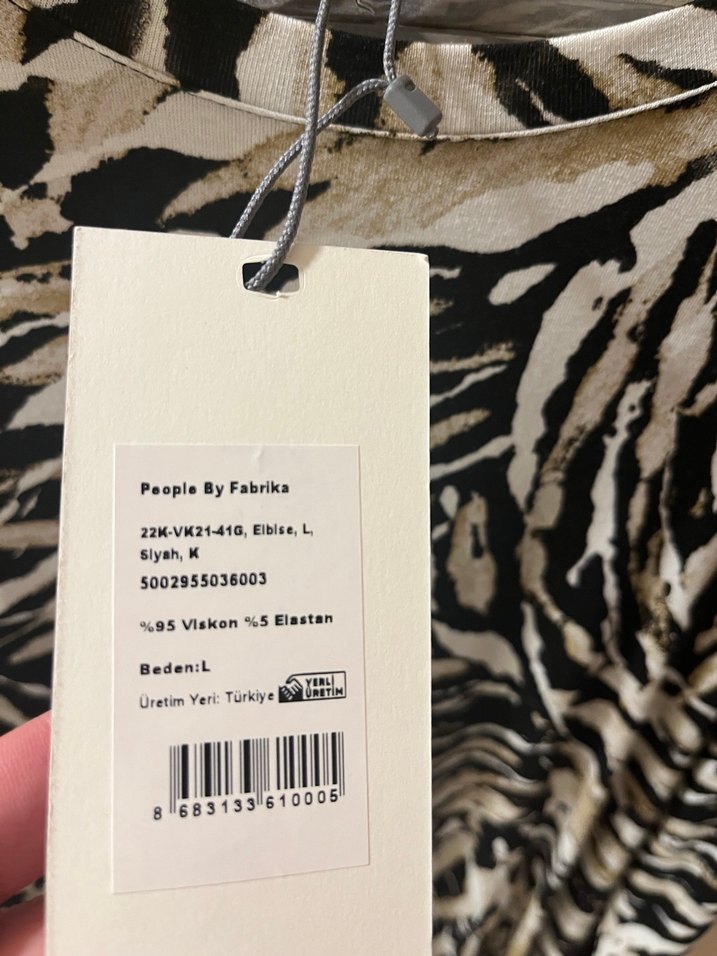 People By Fabrika
22K-VK21-41G, Elbise, L,
Siyah, K
5002955036003
%95 Viskon %5 Elastan
Beden:L
Üretim Yeri: Türkiye
YERLİ
ÜRETİM
8 683133 610005